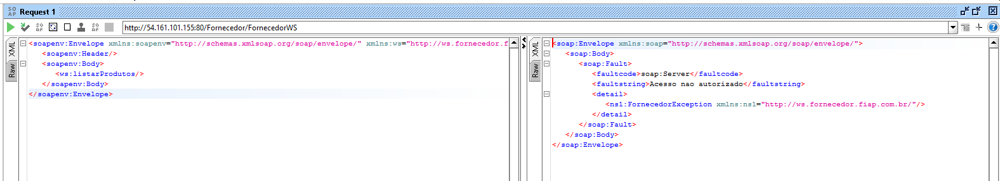 SO AP Request 1
http://54.161.101.155:80/Fornecedor/FornecedorWS
XML
Raw
<soapenv:Envelope xmlns:soapenv="http://schemas.xmlsoap.org/soap/envelope/" xmlns:ws="http://ws.fornecedor.f
<soapenv:Header/>
<soapenv:Body>
<ws:listarProdutos/>
</soapenv:Body>
</soapenv:Envelope>
XML
Raw
<soap:Envelope xmlns:soap="http://schemas.xmlsoap.org/soap/envelope/">
<soap:Body>
<soap:Fault>
<faultcode>soap:Server</faultcode>
<faultstring>Acesso nao autorizado</faultstring>
<detail>
<ns1:FornecedorException xmlns:ns1="http://ws.fornecedor.fiap.com.br/"/>
</detail>
</soap:Fault>
</soap:Body>
</soap:Envelope>